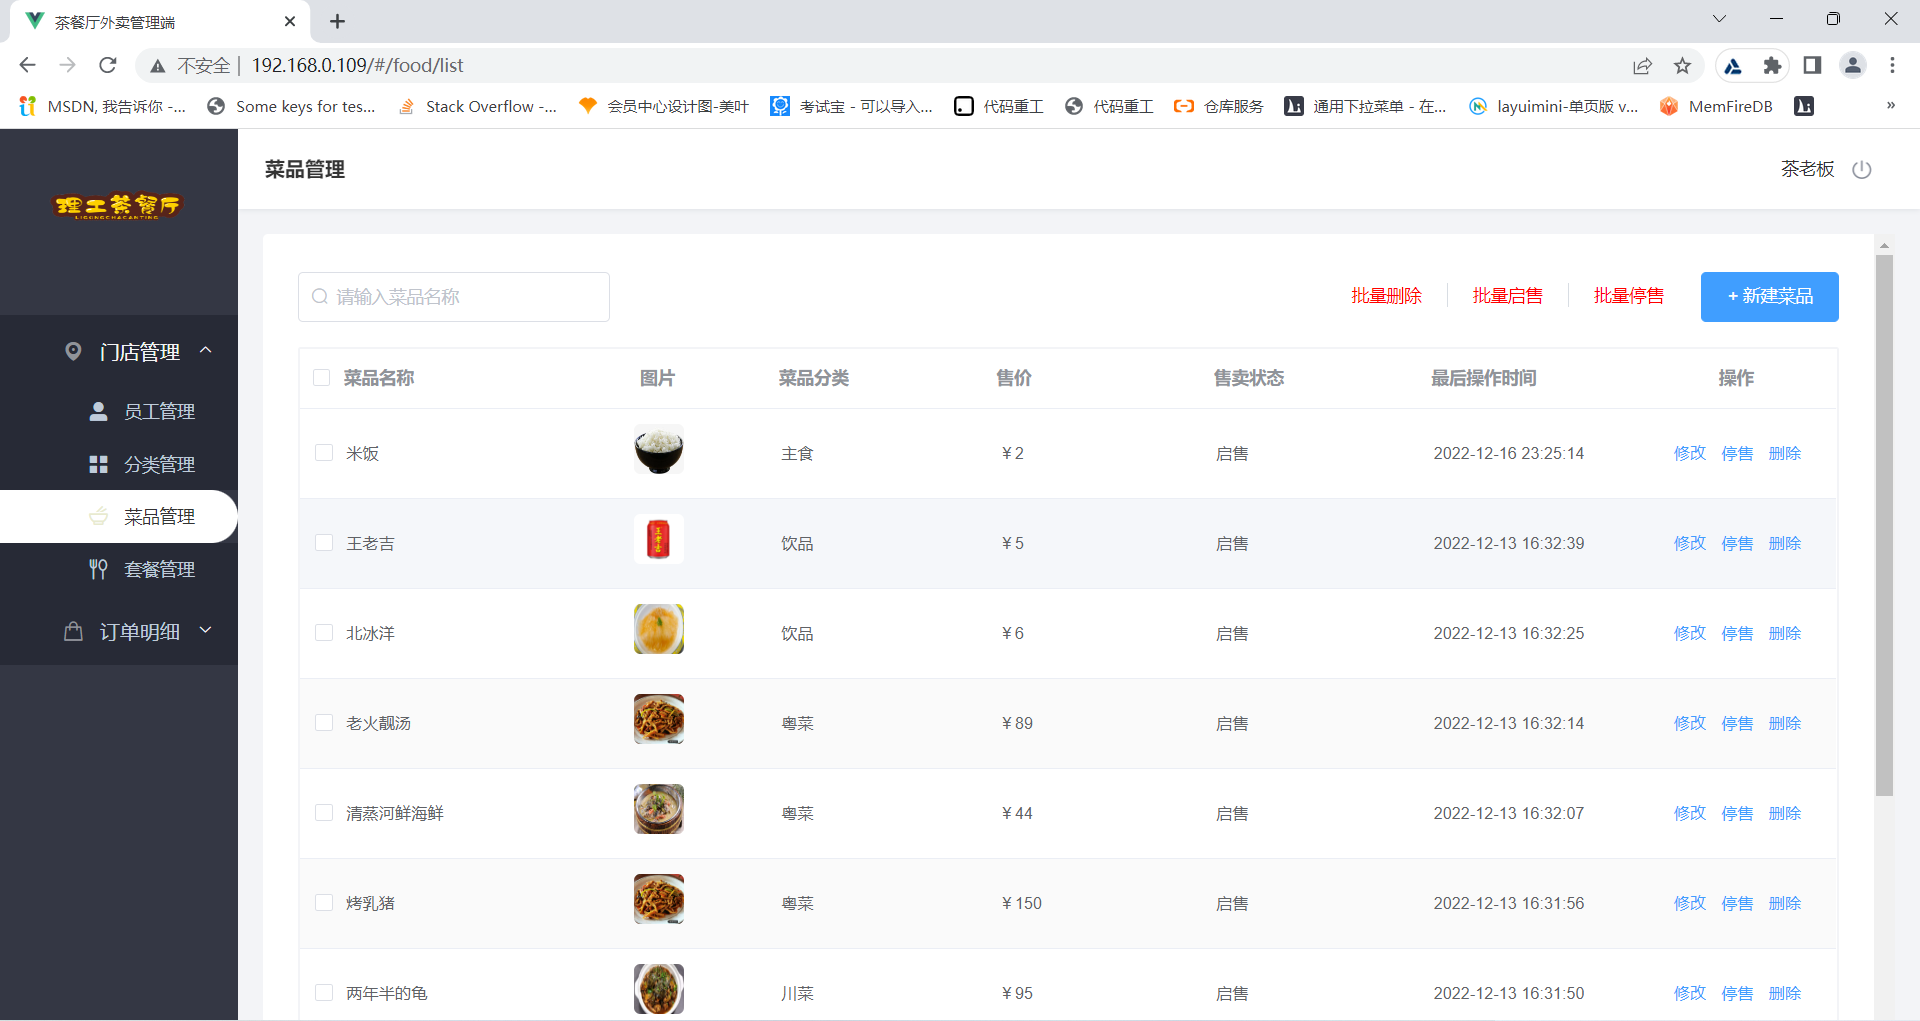 茶餐厅外卖管理端
不安全 192.168.0.109/#/food/list
MSDN, 我告诉你 -... Some keys for tes... Stack Overflow -... 会员中心设计图-美叶 考试宝 - 可以导入... 代码重工 代码重工 仓库服务 通用下拉菜单 - 在... layuimini-单页版 v... MemFireDB »
理工茶餐厅
LIGONGCHACANTING
门店管理
员工管理
分类管理
菜品管理
套餐管理
订单明细
菜品管理 茶老板
请输入菜品名称 批量删除 批量启售 批量停售 + 新建菜品
菜品名称 图片 菜品分类 售价 售卖状态 最后操作时间 操作
米饭 主食 ¥ 2 启售 2022-12-16 23:25:14 修改 停售 删除
王老吉 王老吉 饮品 ¥ 5 启售 2022-12-13 16:32:39 修改 停售 删除
北冰洋 饮品 ¥ 6 启售 2022-12-13 16:32:25 修改 停售 删除
老火靓汤 粤菜 ¥ 89 启售 2022-12-13 16:32:14 修改 停售 删除
清蒸河鲜海鲜 粤菜 ¥ 44 启售 2022-12-13 16:32:07 修改 停售 删除
烤乳猪 粤菜 ¥ 150 启售 2022-12-13 16:31:56 修改 停售 删除
两年半的龟 川菜 ¥ 95 启售 2022-12-13 16:31:50 修改 停售 删除